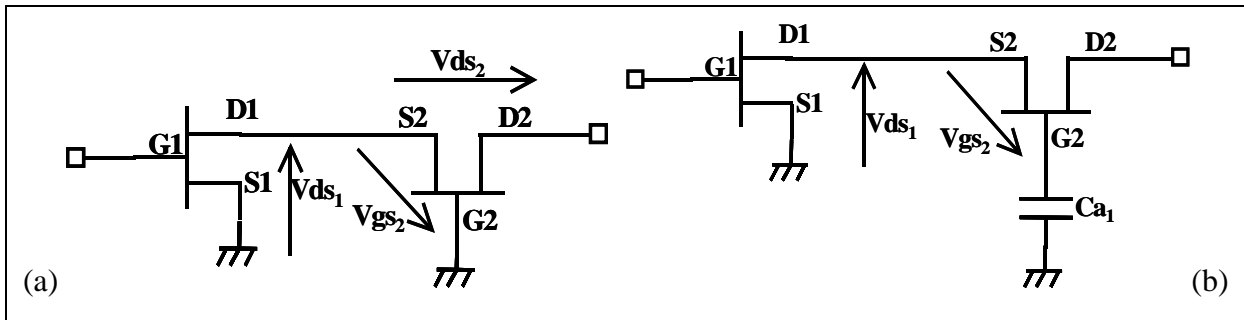 Vds₂
D1
S2
D2
G1
S1
Vds₁
Vgs₂
G2
(a)
D1
S2
D2
G1
S1
Vds₁
Vgs₂
G2
Ca₁
(b)